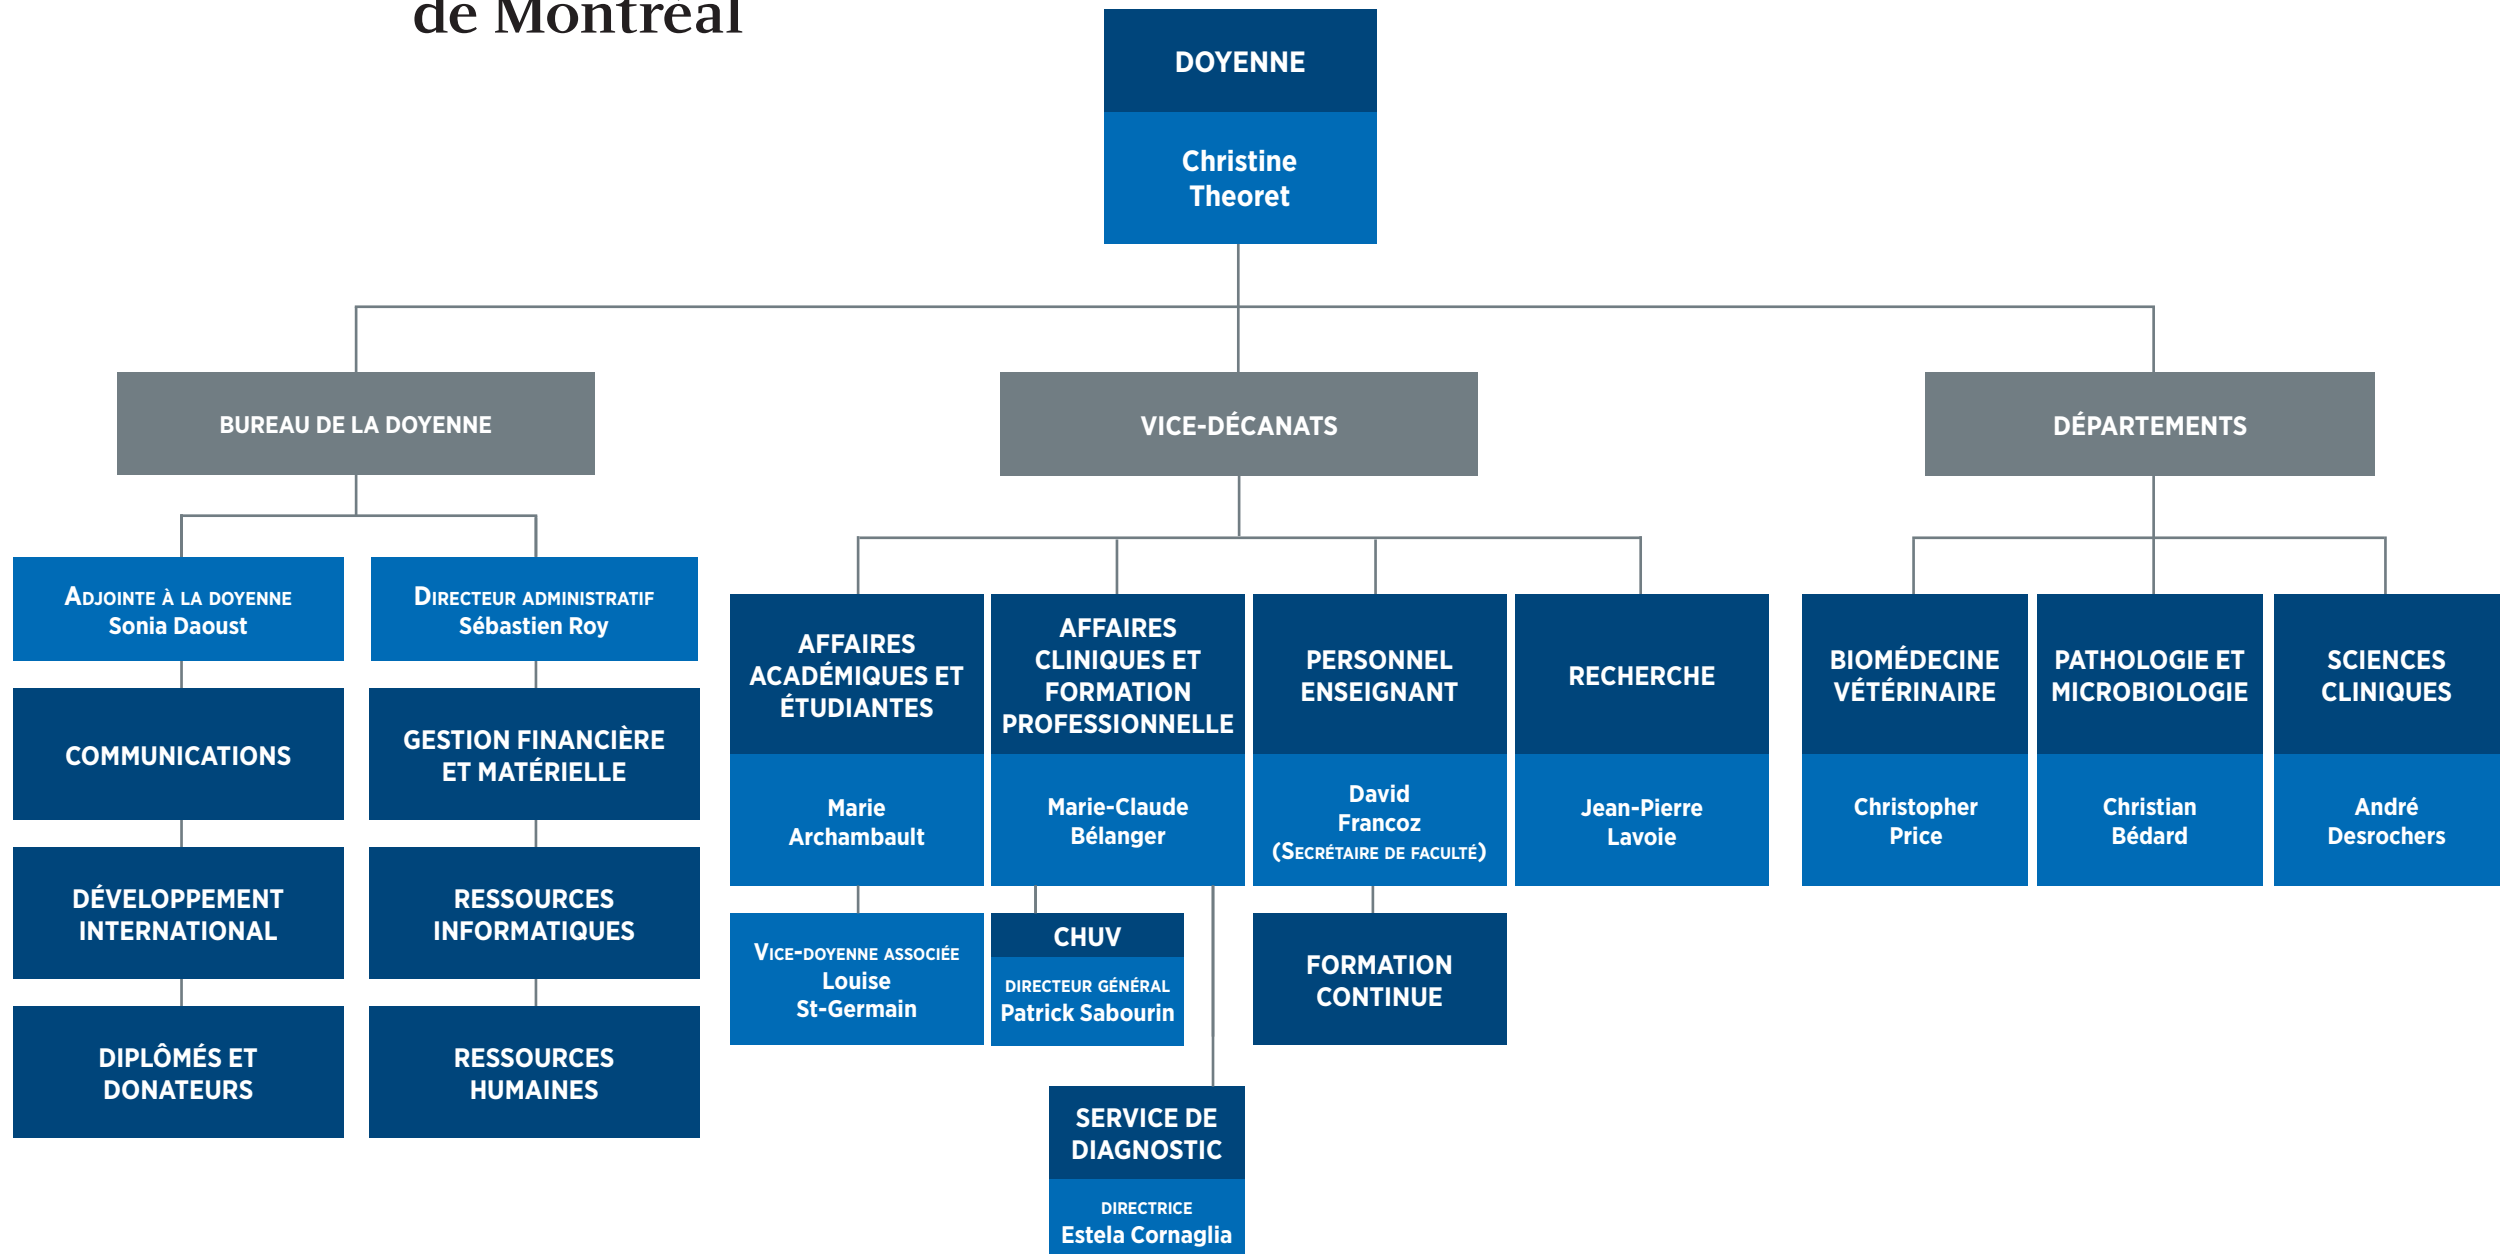 de Montréal
DOYENNE
Christine
Theoret
BUREAU DE LA DOYENNE
VICE-DÉCANATS
DÉPARTEMENTS
Adjointe à la doyenne
Sonia Daoust
Directeur administratif
Sébastien Roy
COMMUNICATIONS
GESTION FINANCIÈRE
ET MATÉRIELLE
DÉVELOPPEMENT
INTERNATIONAL
RESSOURCES
INFORMATIQUES
DIPLÔMÉS ET
DONATEURS
RESSOURCES
HUMAINES
AFFAIRES
ACADÉMIQUES ET
ÉTUDIANTES
Marie
Archambault
Vice-doyenne associée
Louise
St-Germain
AFFAIRES
CLINIQUES ET
FORMATION
PROFESSIONNELLE
Marie-Claude
Bélanger
CHUV
directeur général
Patrick Sabourin
SERVICE DE
DIAGNOSTIC
directrice
Estela Cornaglia
PERSONNEL
ENSEIGNANT
David
Francoz
(Secrétaire de faculté)
FORMATION
CONTINUE
RECHERCHE
Jean-Pierre
Lavoie
BIOMÉDECINE
VÉTÉRINAIRE
Christopher
Price
PATHOLOGIE ET
MICROBIOLOGIE
Christian
Bédard
SCIENCES
CLINIQUES
André
Desrochers